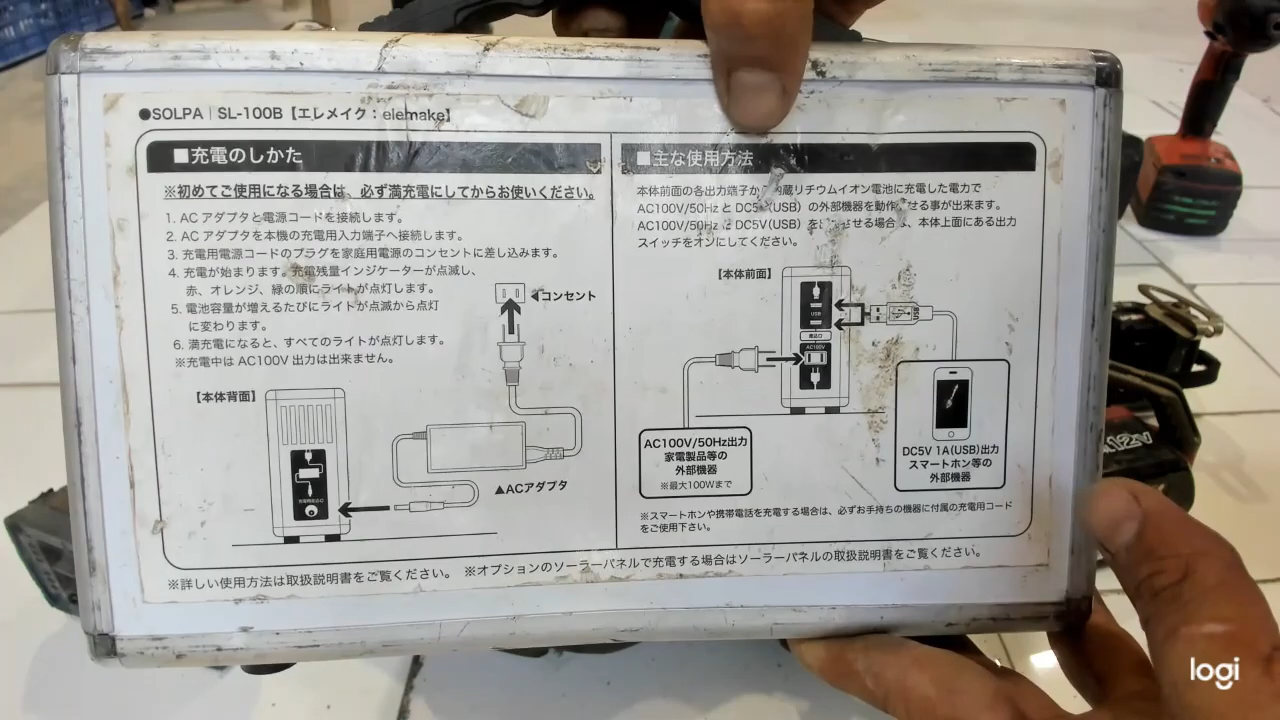 ●SOLPA｜SL-100B【エレメイク：elemake】
■充電のしかた
※初めてご使用になる場合は、必ず満充電にしてからお使いください。
1. AC アダプタと電源コードを接続します。
2. AC アダプタを本機の充電用入力端子へ接続します。
3. 充電用電源コードのプラグを家庭用電源のコンセントに差し込みます。
4. 充電が始まります。充電残量インジケーターが点滅し、
赤、オレンジ、緑の順にライトが点灯します。
5. 電池容量が増えるたびにライトが点滅から点灯
に変わります。
6. 満充電になると、すべてのライトが点灯します。
※充電中は AC100V 出力は出来ません。
◀コンセント
【本体背面】
▲ACアダプタ
■主な使用方法
本体前面の各出力端子か 内蔵リチウムイオン電池に充電した電力で
AC100V/50Hz と DC5V(USB) の外部機器を動作 せる事が出来ます。
AC100V/50Hz と DC5V(USB) を せる場合 、本体上面にある出力
スイッチをオンにしてください。
【本体前面】
USB
差込口
AC100V
USB
AC100V/50Hz出力
家電製品等の
外部機器
※最大100Wまで
DC5V 1A(USB)出力
スマートホン等の
外部機器
※スマートホンや携帯電話を充電する場合は、必ずお手持ちの機器に付属の充電用コード
をご使用下さい。
※詳しい使用方法は取扱説明書をご覧ください。 ※オプションのソーラーパネルで充電する場合はソーラーパネルの取扱説明書をご覧ください。
12V
logi